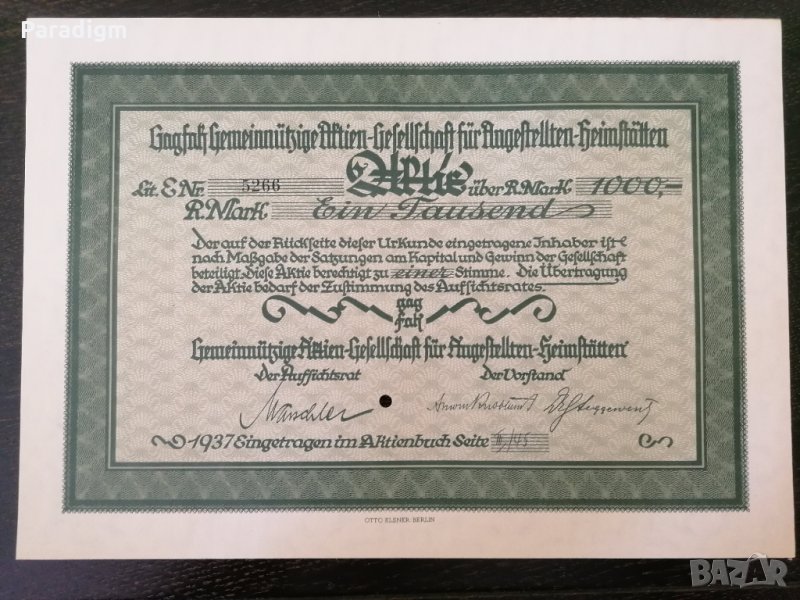 Paradigm
Gagfah Gemeinnützige Aktien-Gesellschaft für Angestellten-Heimstätten
Lit. E Nr. 5266 Aktie über R.Mark 1000,-
R.Mark Ein Tausend
Der auf der Rückseite dieser Urkunde eingetragene Inhaber ist
nach Maßgabe der Satzungen am Kapital und Gewinn der Gesellschaft
beteiligt. Diese Aktie berechtigt zu einer Stimme. Die Übertragung
der Aktie bedarf der Zustimmung des Aufsichtsrates.
gag
fah
Gemeinnützige Aktien-Gesellschaft für Angestellten-Heimstätten
Der Aufsichtsrat Der Vorstand
1937 Eingetragen im Aktienbuch Seite III/145
OTTO ELSNER BERLIN
BAZAR